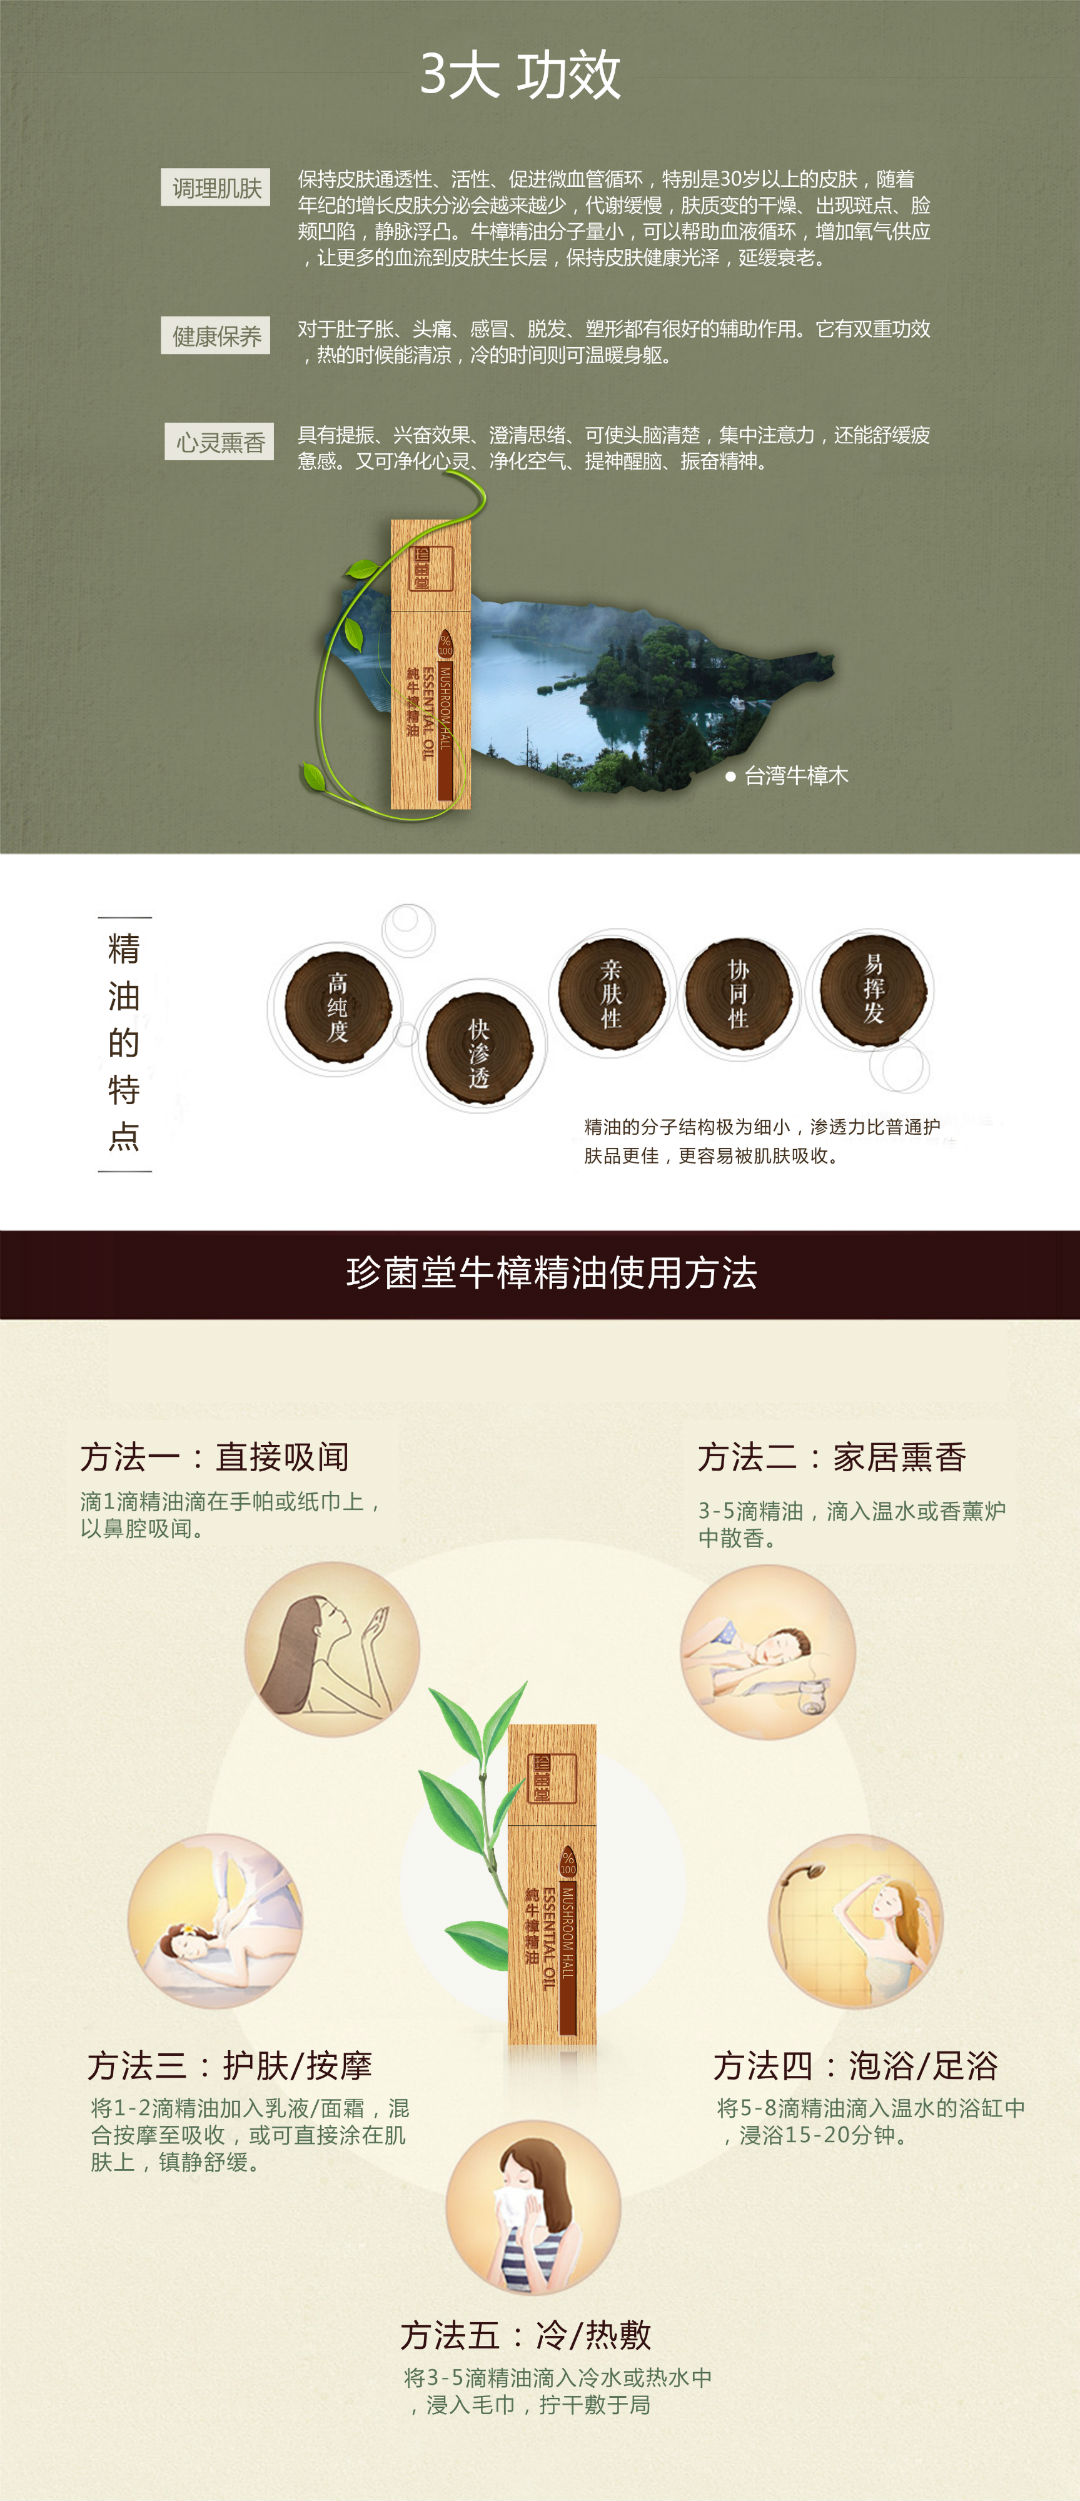 3大 功效
调理肌肤
保持皮肤通透性、活性、促进微血管循环，特别是30岁以上的皮肤，随着
年纪的增长皮肤分泌会越来越少，代谢缓慢，肤质变的干燥、出现斑点、脸
颊凹陷，静脉浮凸。牛樟精油分子量小，可以帮助血液循环，增加氧气供应
，让更多的血流到皮肤生长层，保持皮肤健康光泽，延缓衰老。
健康保养
对于肚子胀、头痛、感冒、脱发、塑形都有很好的辅助作用。它有双重功效
，热的时候能清凉，冷的时间则可温暖身躯。
心灵熏香
具有提振、兴奋效果、澄清思绪、可使头脑清楚，集中注意力，还能舒缓疲
惫感。又可净化心灵、净化空气、提神醒脑、振奋精神。
珍菌堂
%
100
MUSHROOM HALL
ESSENTIAL OIL
純牛樟精油
台湾牛樟木
精油的特点
高纯度
快渗透
亲肤性
协同性
易挥发
精油的分子结构极为细小，渗透力比普通护
肤品更佳，更容易被肌肤吸收。
珍菌堂牛樟精油使用方法
方法一：直接吸闻
滴1滴精油滴在手帕或纸巾上，
以鼻腔吸闻。
方法二：家居熏香
3-5滴精油，滴入温水或香薰炉
中散香。
珍菌堂
%
100
MUSHROOM HALL
ESSENTIAL OIL
純牛樟精油
方法三：护肤/按摩
将1-2滴精油加入乳液/面霜，混
合按摩至吸收，或可直接涂在肌
肤上，镇静舒缓。
方法四：泡浴/足浴
将5-8滴精油滴入温水的浴缸中
，浸浴15-20分钟。
方法五：冷/热敷
将3-5滴精油滴入冷水或热水中
，浸入毛巾，拧干敷于局